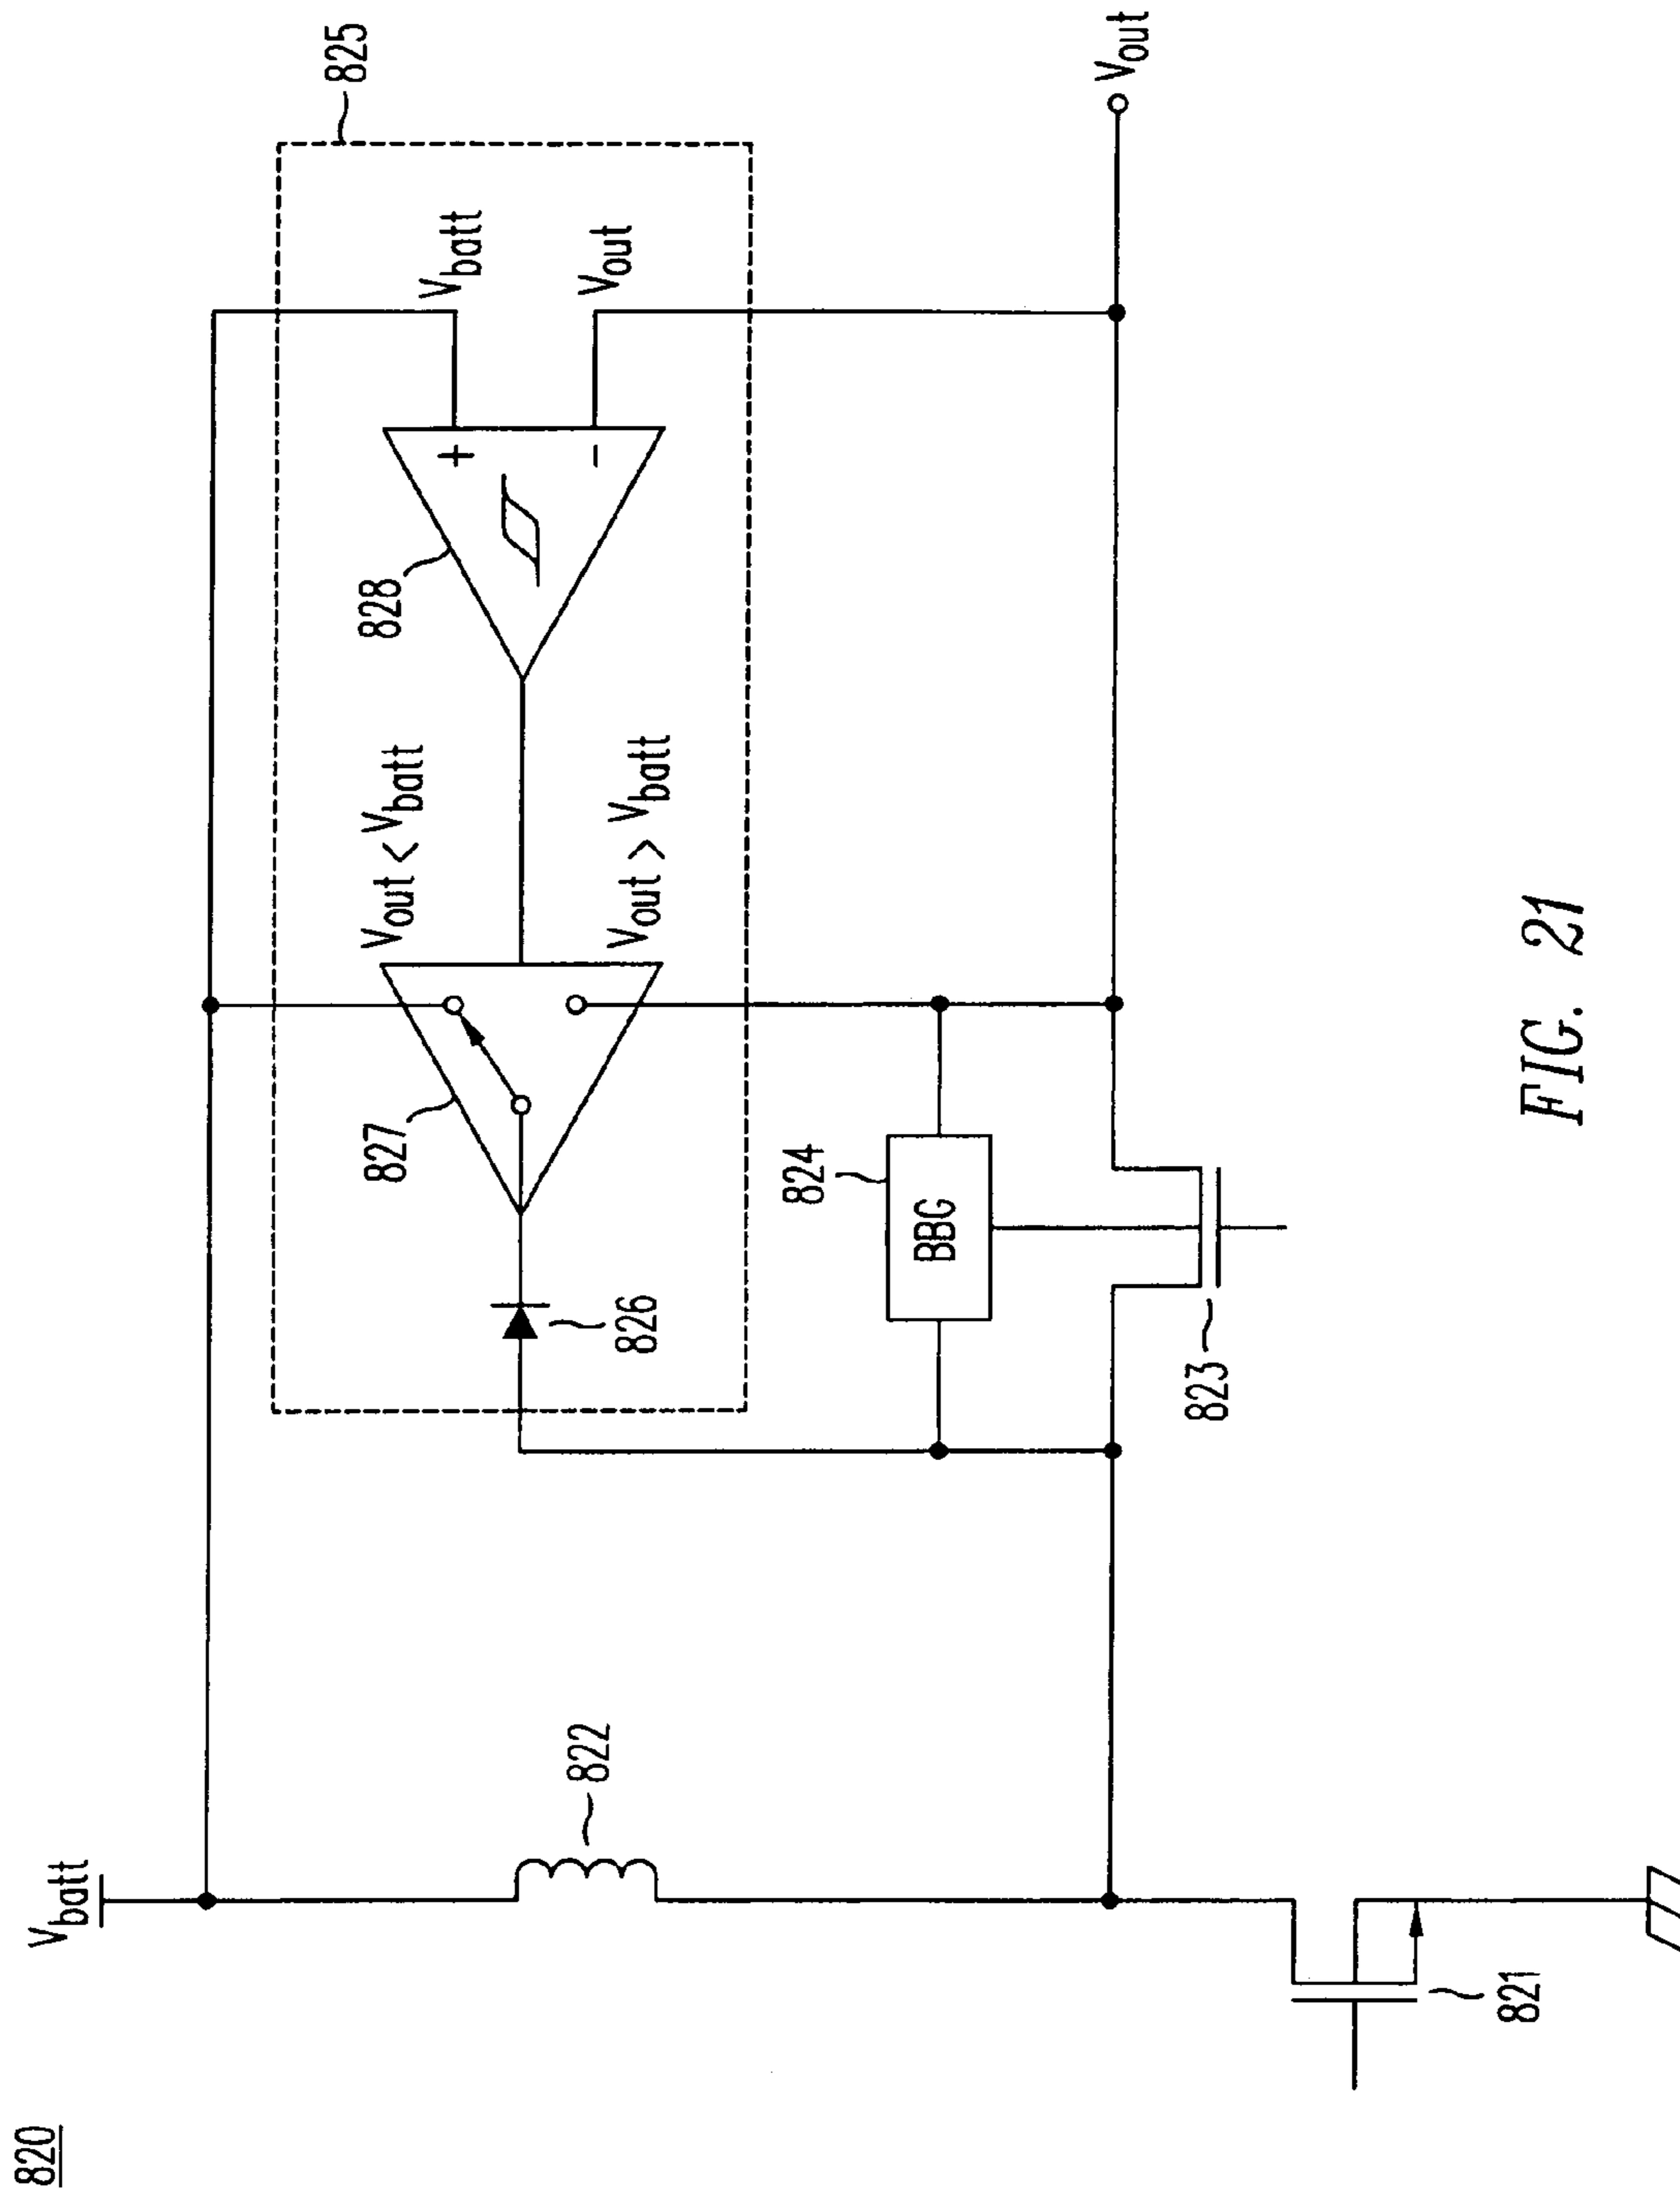 820
V_batt
825
V_batt
V_out
828
V_out < V_batt
V_out > V_batt
827
826
824
BBG
823
V_out
822
821
+
-
FIG. 21